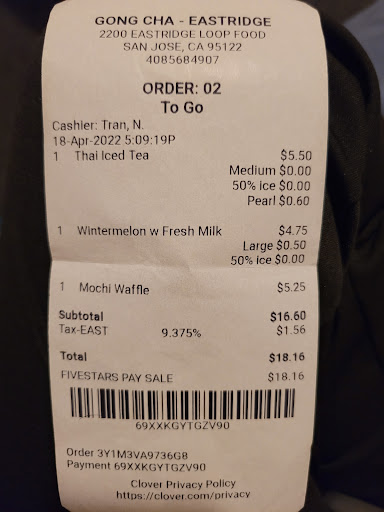 GONG CHA - EASTRIDGE
2200 EASTRIDGE LOOP FOOD
SAN JOSE, CA 95122
4085684907
ORDER: 02
To Go
Cashier: Tran, N.
18-Apr-2022 5:09:19P
1 Thai Iced Tea $5.50
Medium $0.00
50% ice $0.00
Pearl $0.60
1 Wintermelon w Fresh Milk $4.75
Large $0.50
50% ice $0.00
1 Mochi Waffle $5.25
Subtotal $16.60
Tax-EAST 9.375% $1.56
Total $18.16
FIVESTARS PAY SALE $18.16
69XXKGYTGZV90
Order 3Y1M3VA9736G8
Payment 69XXKGYTGZV90
Clover Privacy Policy
https://clover.com/privacy